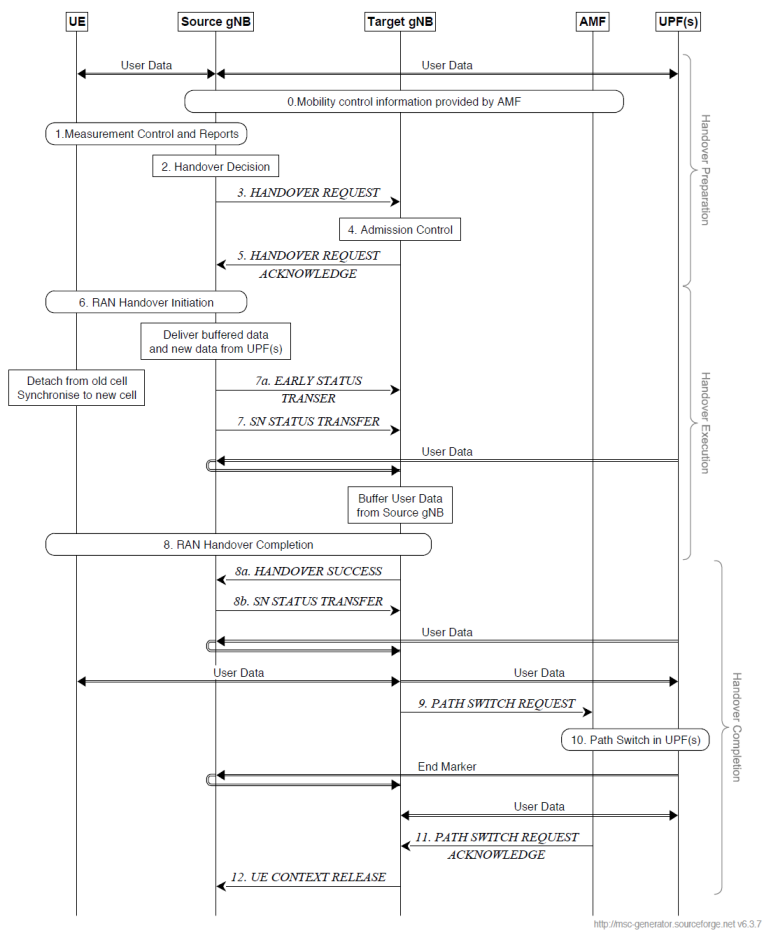 UE
Source gNB
Target gNB
AMF
UPF(s)
User Data
User Data
0.Mobility control information provided by AMF
1.Measurement Control and Reports
2. Handover Decision
3. HANDOVER REQUEST
4. Admission Control
5. HANDOVER REQUEST
ACKNOWLEDGE
Handover Preparation
6. RAN Handover Initiation
Deliver buffered data
and new data from UPF(s)
Detach from old cell
Synchronise to new cell
7a. EARLY STATUS
TRANSER
7. SN STATUS TRANSFER
User Data
Buffer User Data
from Source gNB
Handover Execution
8. RAN Handover Completion
8a. HANDOVER SUCCESS
8b. SN STATUS TRANSFER
User Data
User Data
User Data
9. PATH SWITCH REQUEST
10. Path Switch in UPF(s)
End Marker
User Data
11. PATH SWITCH REQUEST
ACKNOWLEDGE
12. UE CONTEXT RELEASE
Handover Completion
http://msc-generator.sourceforge.net v6.3.7